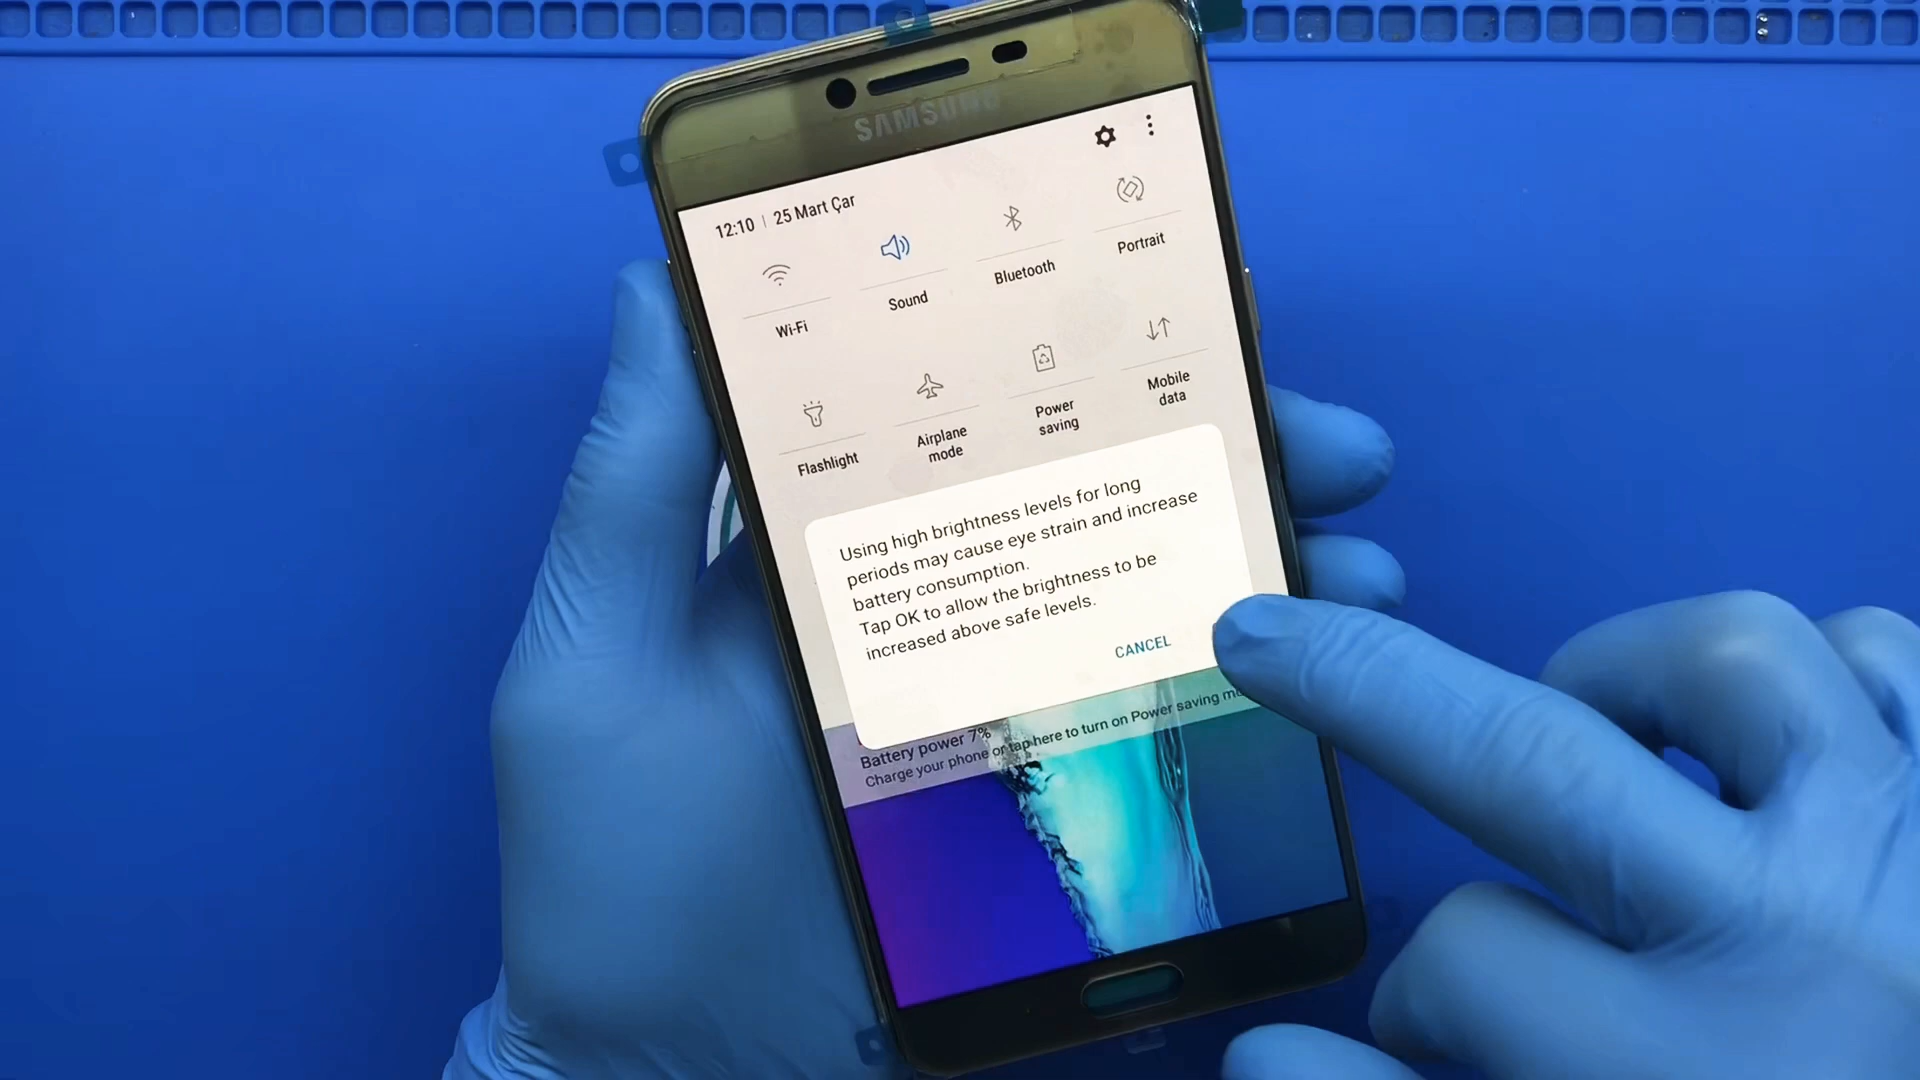 SAMSUNG
12:10 | 25 Mart Çar
Wi-Fi
Sound
Bluetooth
Portrait
Flashlight
Airplane
mode
Power
saving
Mobile
data
Using high brightness levels for long
periods may cause eye strain and increase
battery consumption.
Tap OK to allow the brightness to be
increased above safe levels.
CANCEL
Battery power 7%
Charge your phone or tap here to turn on Power saving